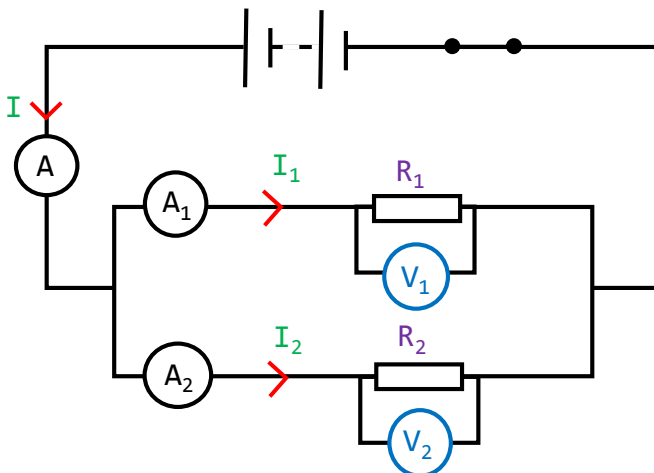 I
A
A₁
I₁
R₁
V₁
A₂
I₂
R₂
V₂